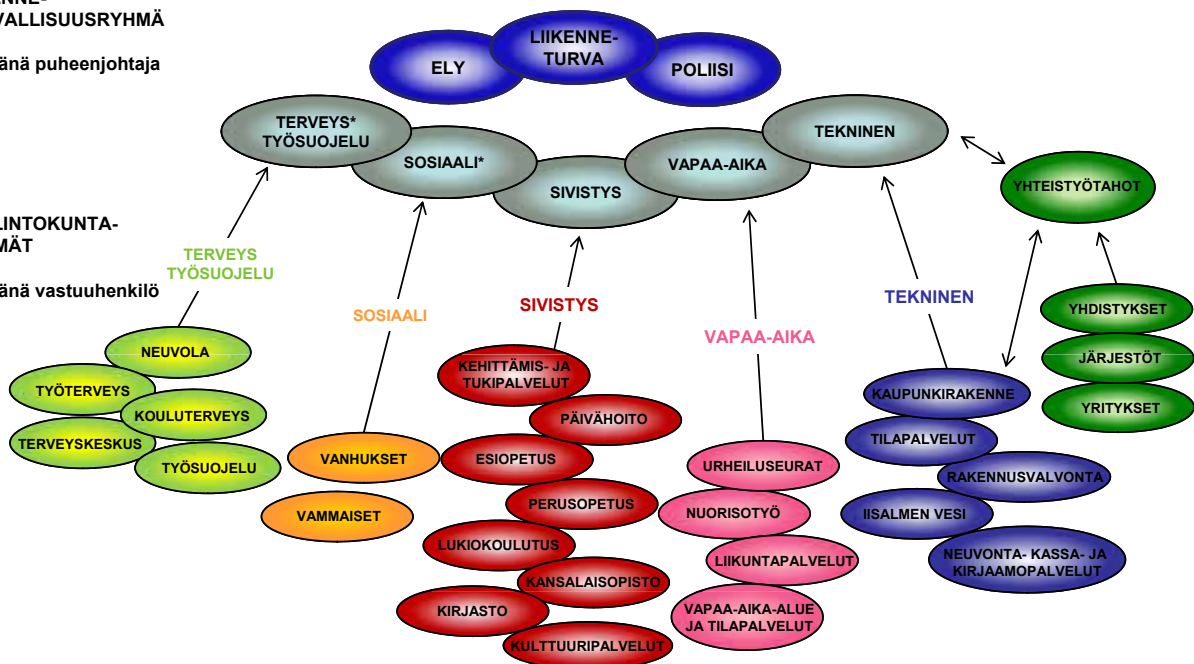 VALLISUUSRYHMÄ
puheenjohtaja
LIIKENNE-
TURVA
ELY
POLIISI
TERVEYS*
TYÖSUOJELU
SOSIAALI*
SIVISTYS
VAPAA-AIKA
TEKNINEN
YHTEISTYÖTAHOT
LINTOKUNTA-
MÄT
vastuuhenkilö
TERVEYS
TYÖSUOJELU
SOSIAALI
SIVISTYS
VAPAA-AIKA
TEKNINEN
NEUVOLA
TYÖTERVEYS
KOULUTERVEYS
TERVEYSKESKUS
TYÖSUOJELU
VANHUKSET
VAMMAISET
KEHITTÄMIS- JA
TUKIPALVELUT
PÄIVÄHOITO
ESIOPETUS
PERUSOPETUS
LUKIOKOULUTUS
KANSALAISOPISTO
KIRJASTO
KULTTUURIPALVELUT
URHEILUSEURAT
NUORISOTYÖ
LIIKUNTAPALVELUT
VAPAA-AIKA-ALUE
JA TILAPALVELUT
KAUPUNKIRAKENNE
TILAPALVELUT
RAKENNUSVALVONTA
IISALMEN VESI
NEUVONTA- KASSA- JA
KIRJAAMOPALVELUT
YHDISTYKSET
JÄRJESTÖT
YRITYKSET